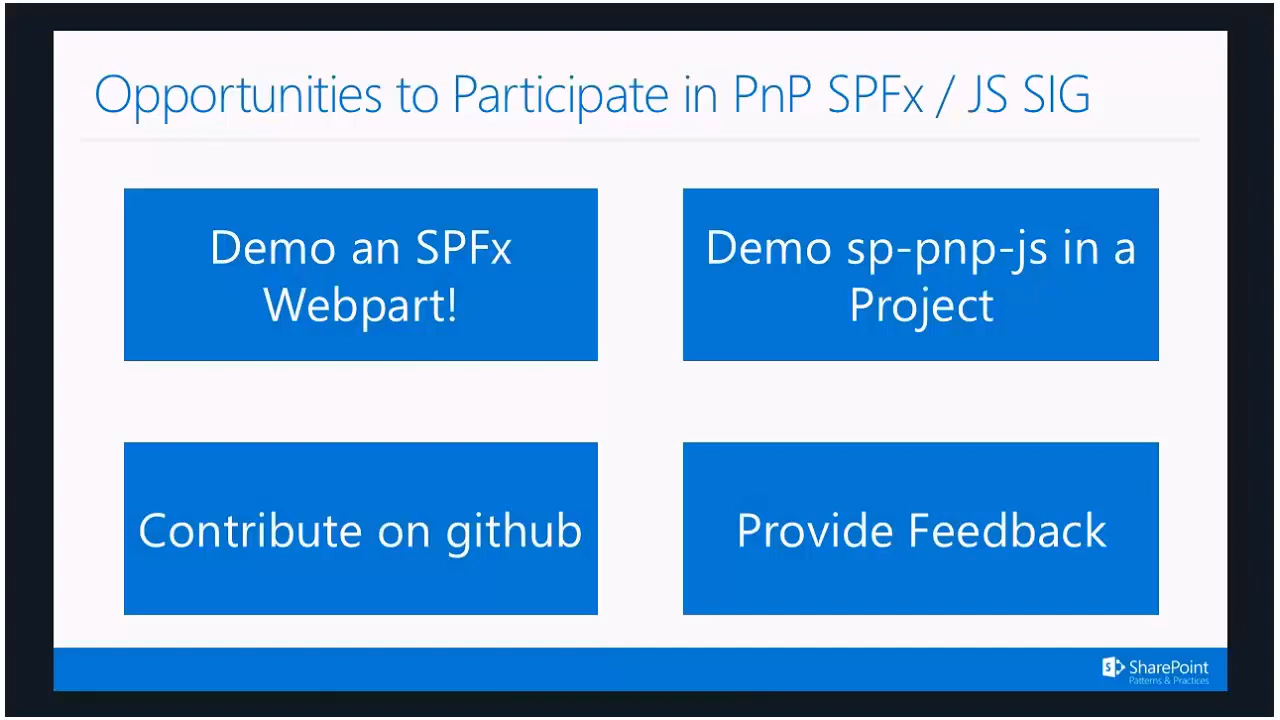 Opportunities to Participate in PnP SPFx / JS SIG
Demo an SPFx
Webpart!
Demo sp-pnp-js in a
Project
Contribute on github
Provide Feedback
SharePoint
Patterns & Practices